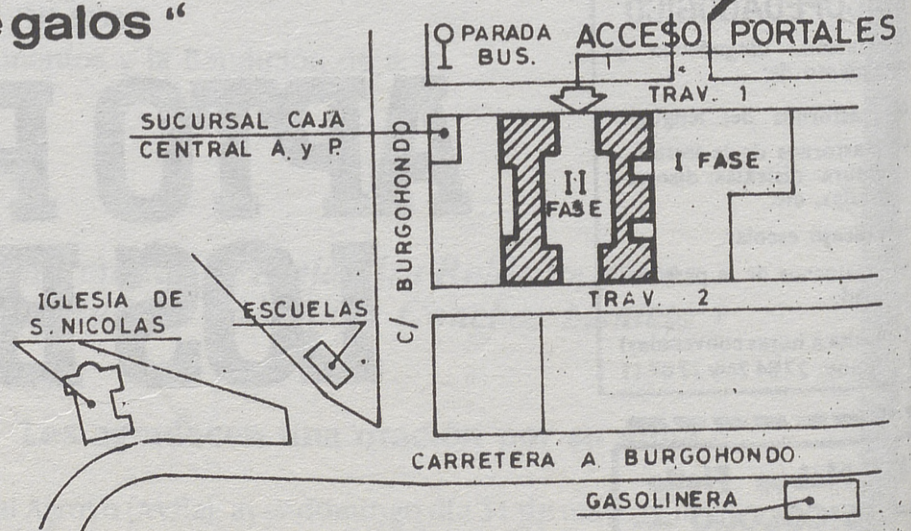 galos “
PARADA
BUS.
ACCESO PORTALES
TRAV. 1
SUCURSAL CAJA
CENTRAL A. y P.
C/ BURGOHONDO
II
FASE
I FASE
TRAV. 2
IGLESIA DE
S. NICOLAS
ESCUELAS
CARRETERA A BURGOHONDO
GASOLINERA